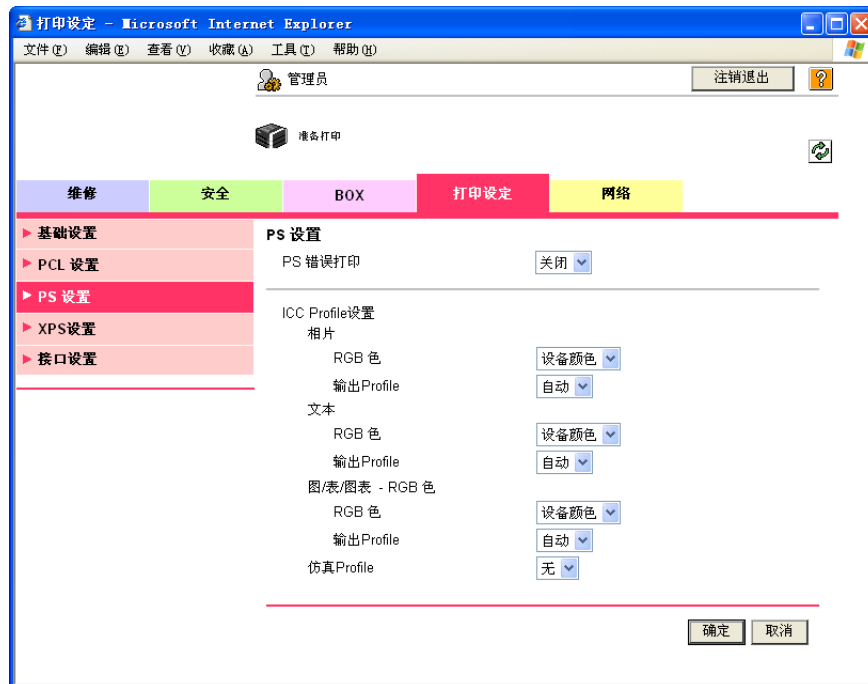 打印设定 - Microsoft Internet Explorer
文件(F) 编辑(E) 查看(V) 收藏(A) 工具(T) 帮助(H)
管理员 注销退出 ?
准备打印
维修 安全 BOX 打印设定 网络
基础设置
PCL 设置
PS 设置
XPS设置
接口设置
PS 设置
PS 错误打印 关闭
ICC Profile设置
相片
RGB 色 设备颜色
输出Profile 自动
文本
RGB 色 设备颜色
输出Profile 自动
图/表/图表 - RGB 色
RGB 色 设备颜色
输出Profile 自动
仿真Profile 无
确定 取消